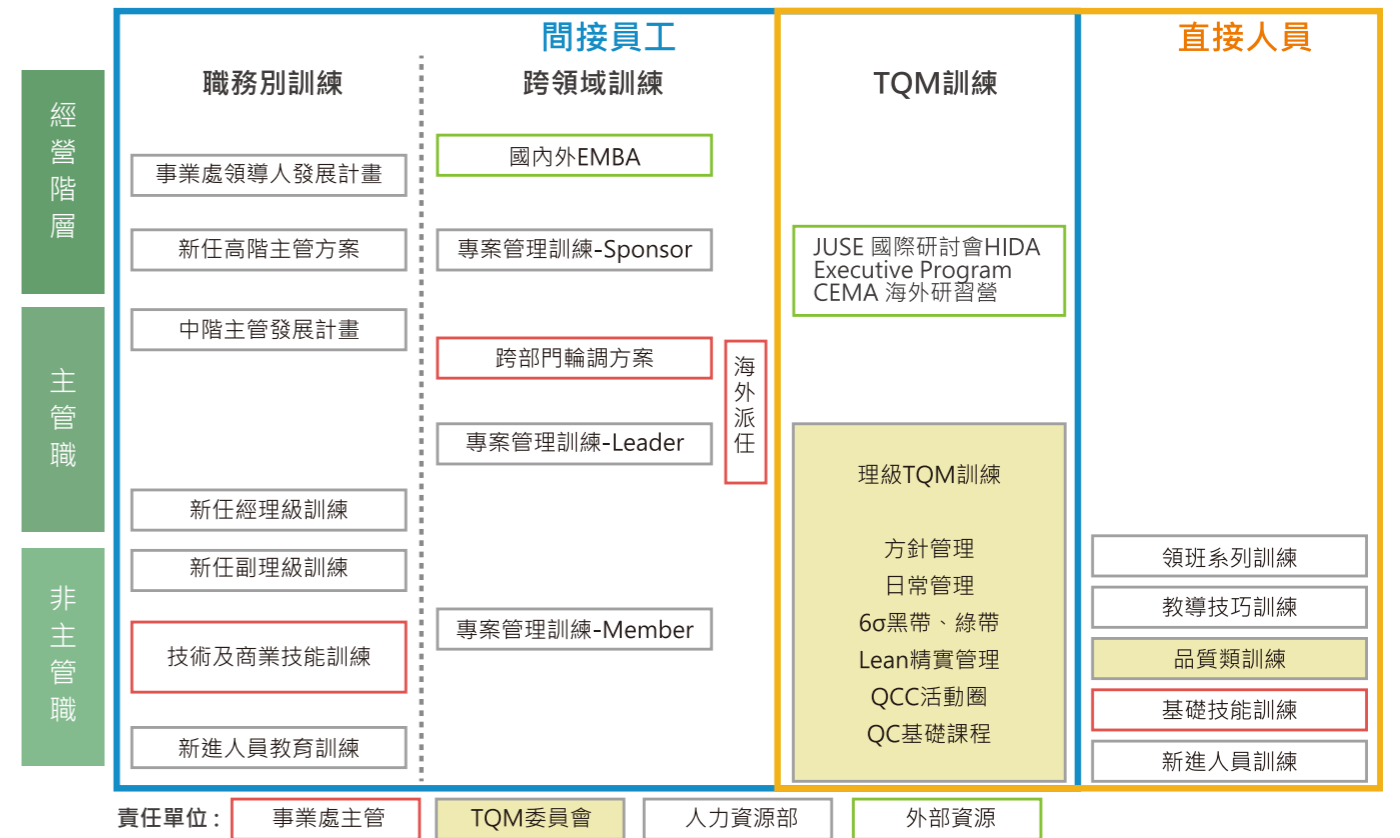 間接員工
直接人員
職務別訓練
跨領域訓練
TQM訓練
經營階層
國內外EMBA
事業處領導人發展計畫
新任高階主管方案
專案管理訓練-Sponsor
JUSE 國際研討會HIDA
Executive Program
CEMA 海外研習營
主管職
中階主管發展計畫
跨部門輪調方案
海外派任
專案管理訓練-Leader
理級TQM訓練
新任經理級訓練
非主管職
新任副理級訓練
專案管理訓練-Member
技術及商業技能訓練
新進人員教育訓練
方針管理
日常管理
6σ黑帶、綠帶
Lean精實管理
QCC活動圈
QC基礎課程
領班系列訓練
教導技巧訓練
品質類訓練
基礎技能訓練
新進人員訓練
責任單位 : 事業處主管 TQM委員會 人力資源部 外部資源